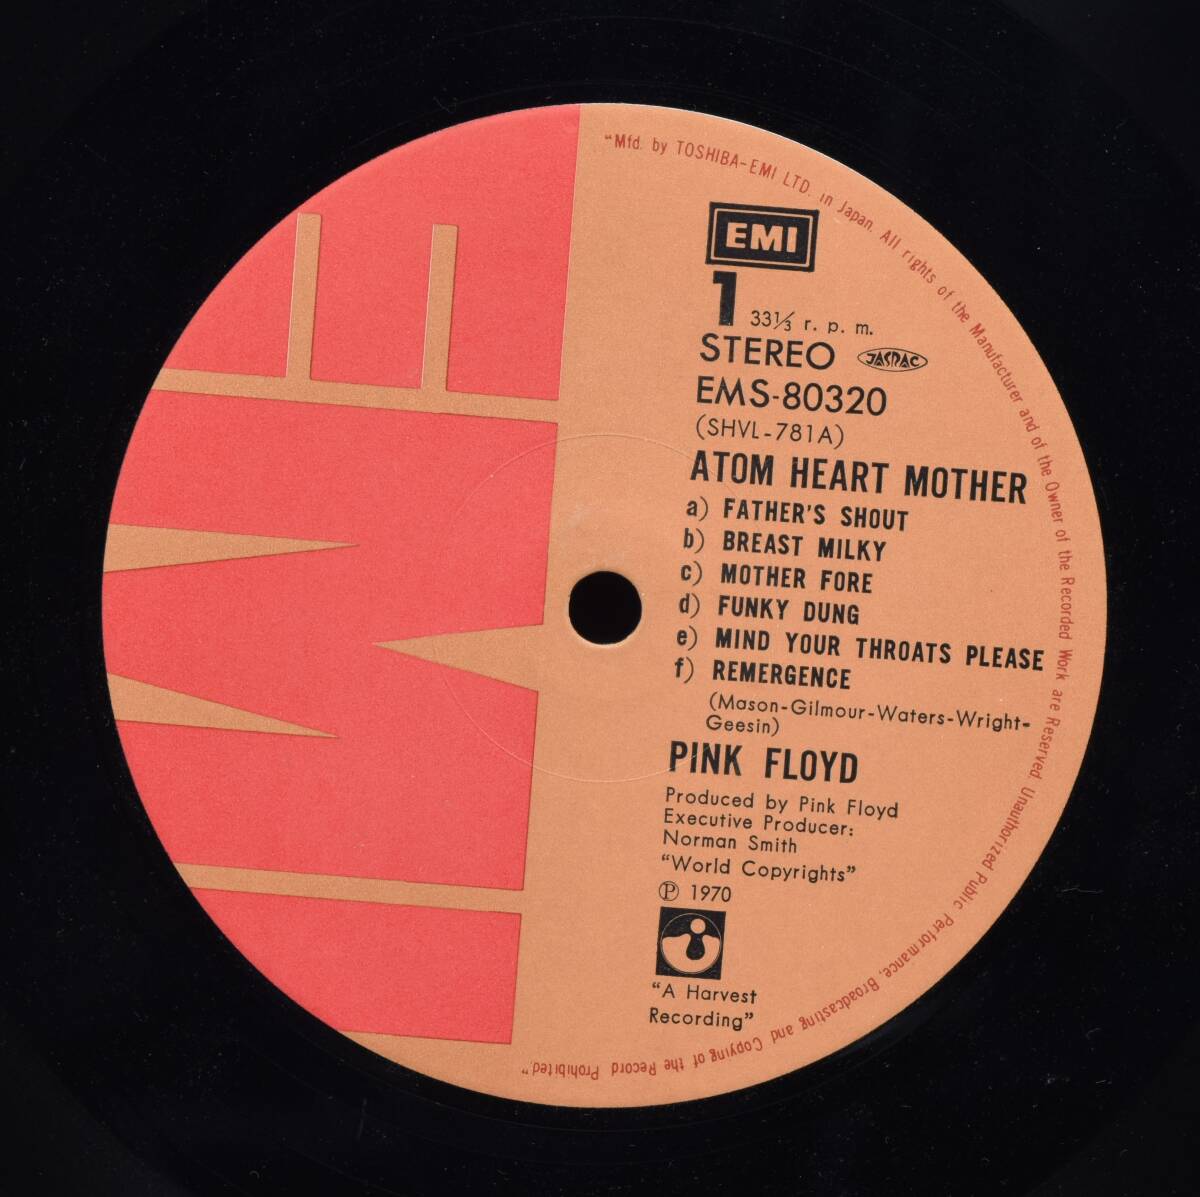 "Mfd. by TOSHIBA-EMI LTD. in Japan. All rights of the Manufacturer and of the Owner of the Recorded Work are Reserved. Unauthorized Public Performance, Broadcasting and Copying of the Record Prohibited."
EMI
1 33⅓ r. p. m.
STEREO JASRAC
EMS-80320
(SHVL-781A)
ATOM HEART MOTHER
a) FATHER'S SHOUT
b) BREAST MILKY
c) MOTHER FORE
d) FUNKY DUNG
e) MIND YOUR THROATS PLEASE
f) REMERGENCE
(Mason-Gilmour-Waters-Wright-
Geesin)
PINK FLOYD
Produced by Pink Floyd
Executive Producer:
Norman Smith
"World Copyrights"
℗ 1970
"A Harvest
Recording"
EMI